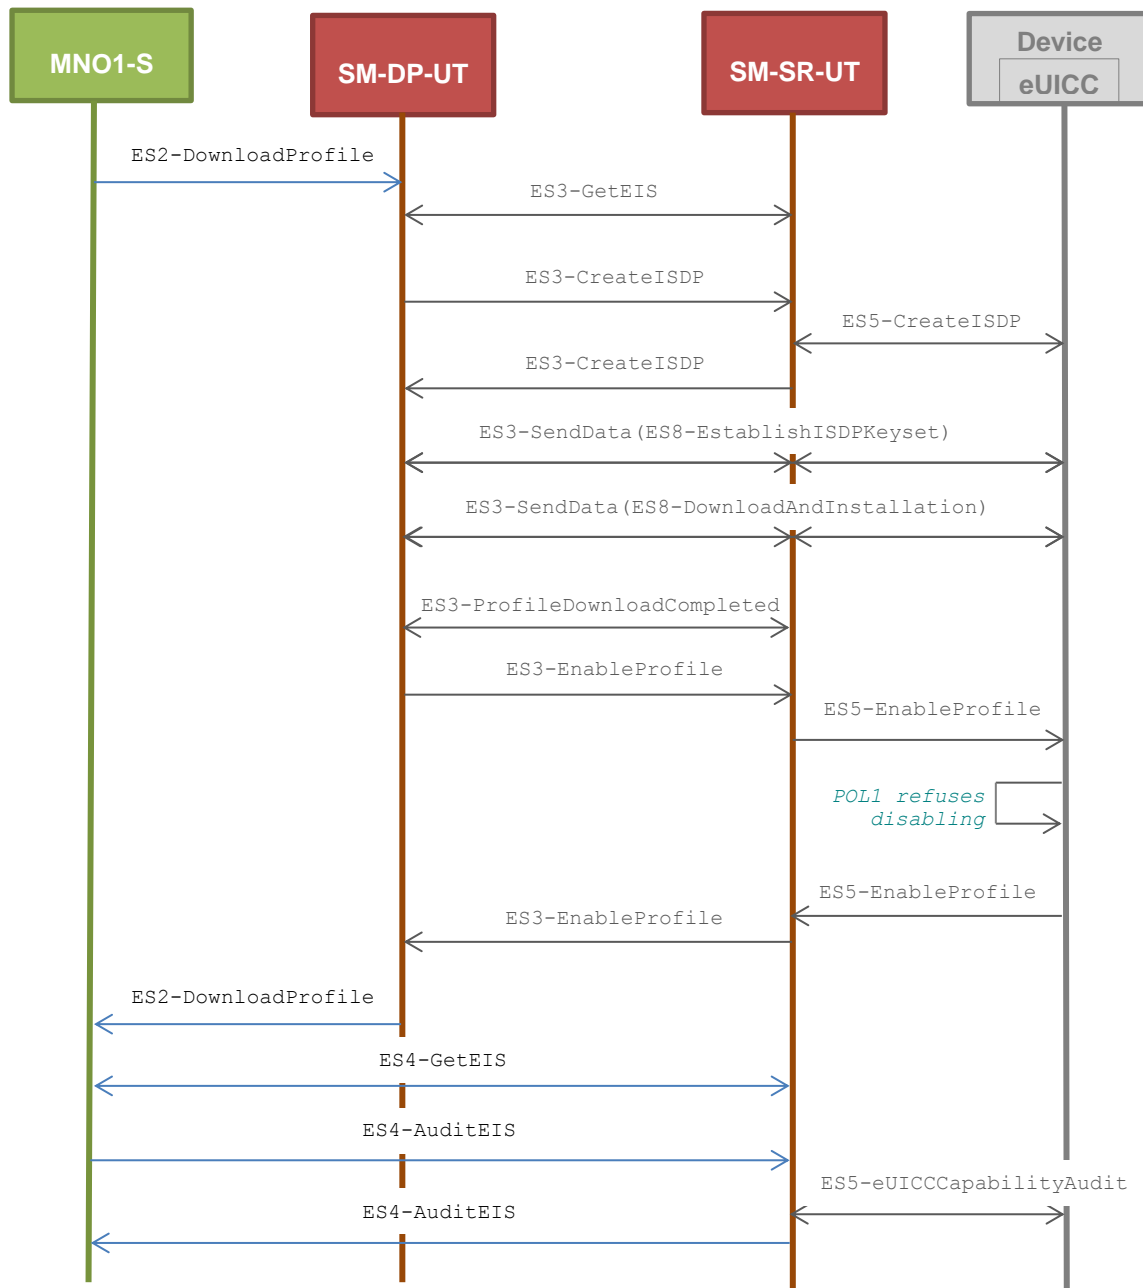 MNO1-S
SM-DP-UT
SM-SR-UT
Device
eUICC
ES2-DownloadProfile
ES3-GetEIS
ES3-CreateISDP
ES5-CreateISDP
ES3-CreateISDP
ES3-SendData(ES8-EstablishISDPKeyset)
ES3-SendData(ES8-DownloadAndInstallation)
ES3-ProfileDownloadCompleted
ES3-EnableProfile
ES5-EnableProfile
POL1 refuses
disabling
ES5-EnableProfile
ES3-EnableProfile
ES2-DownloadProfile
ES4-GetEIS
ES4-AuditEIS
ES5-eUICCCapabilityAudit
ES4-AuditEIS